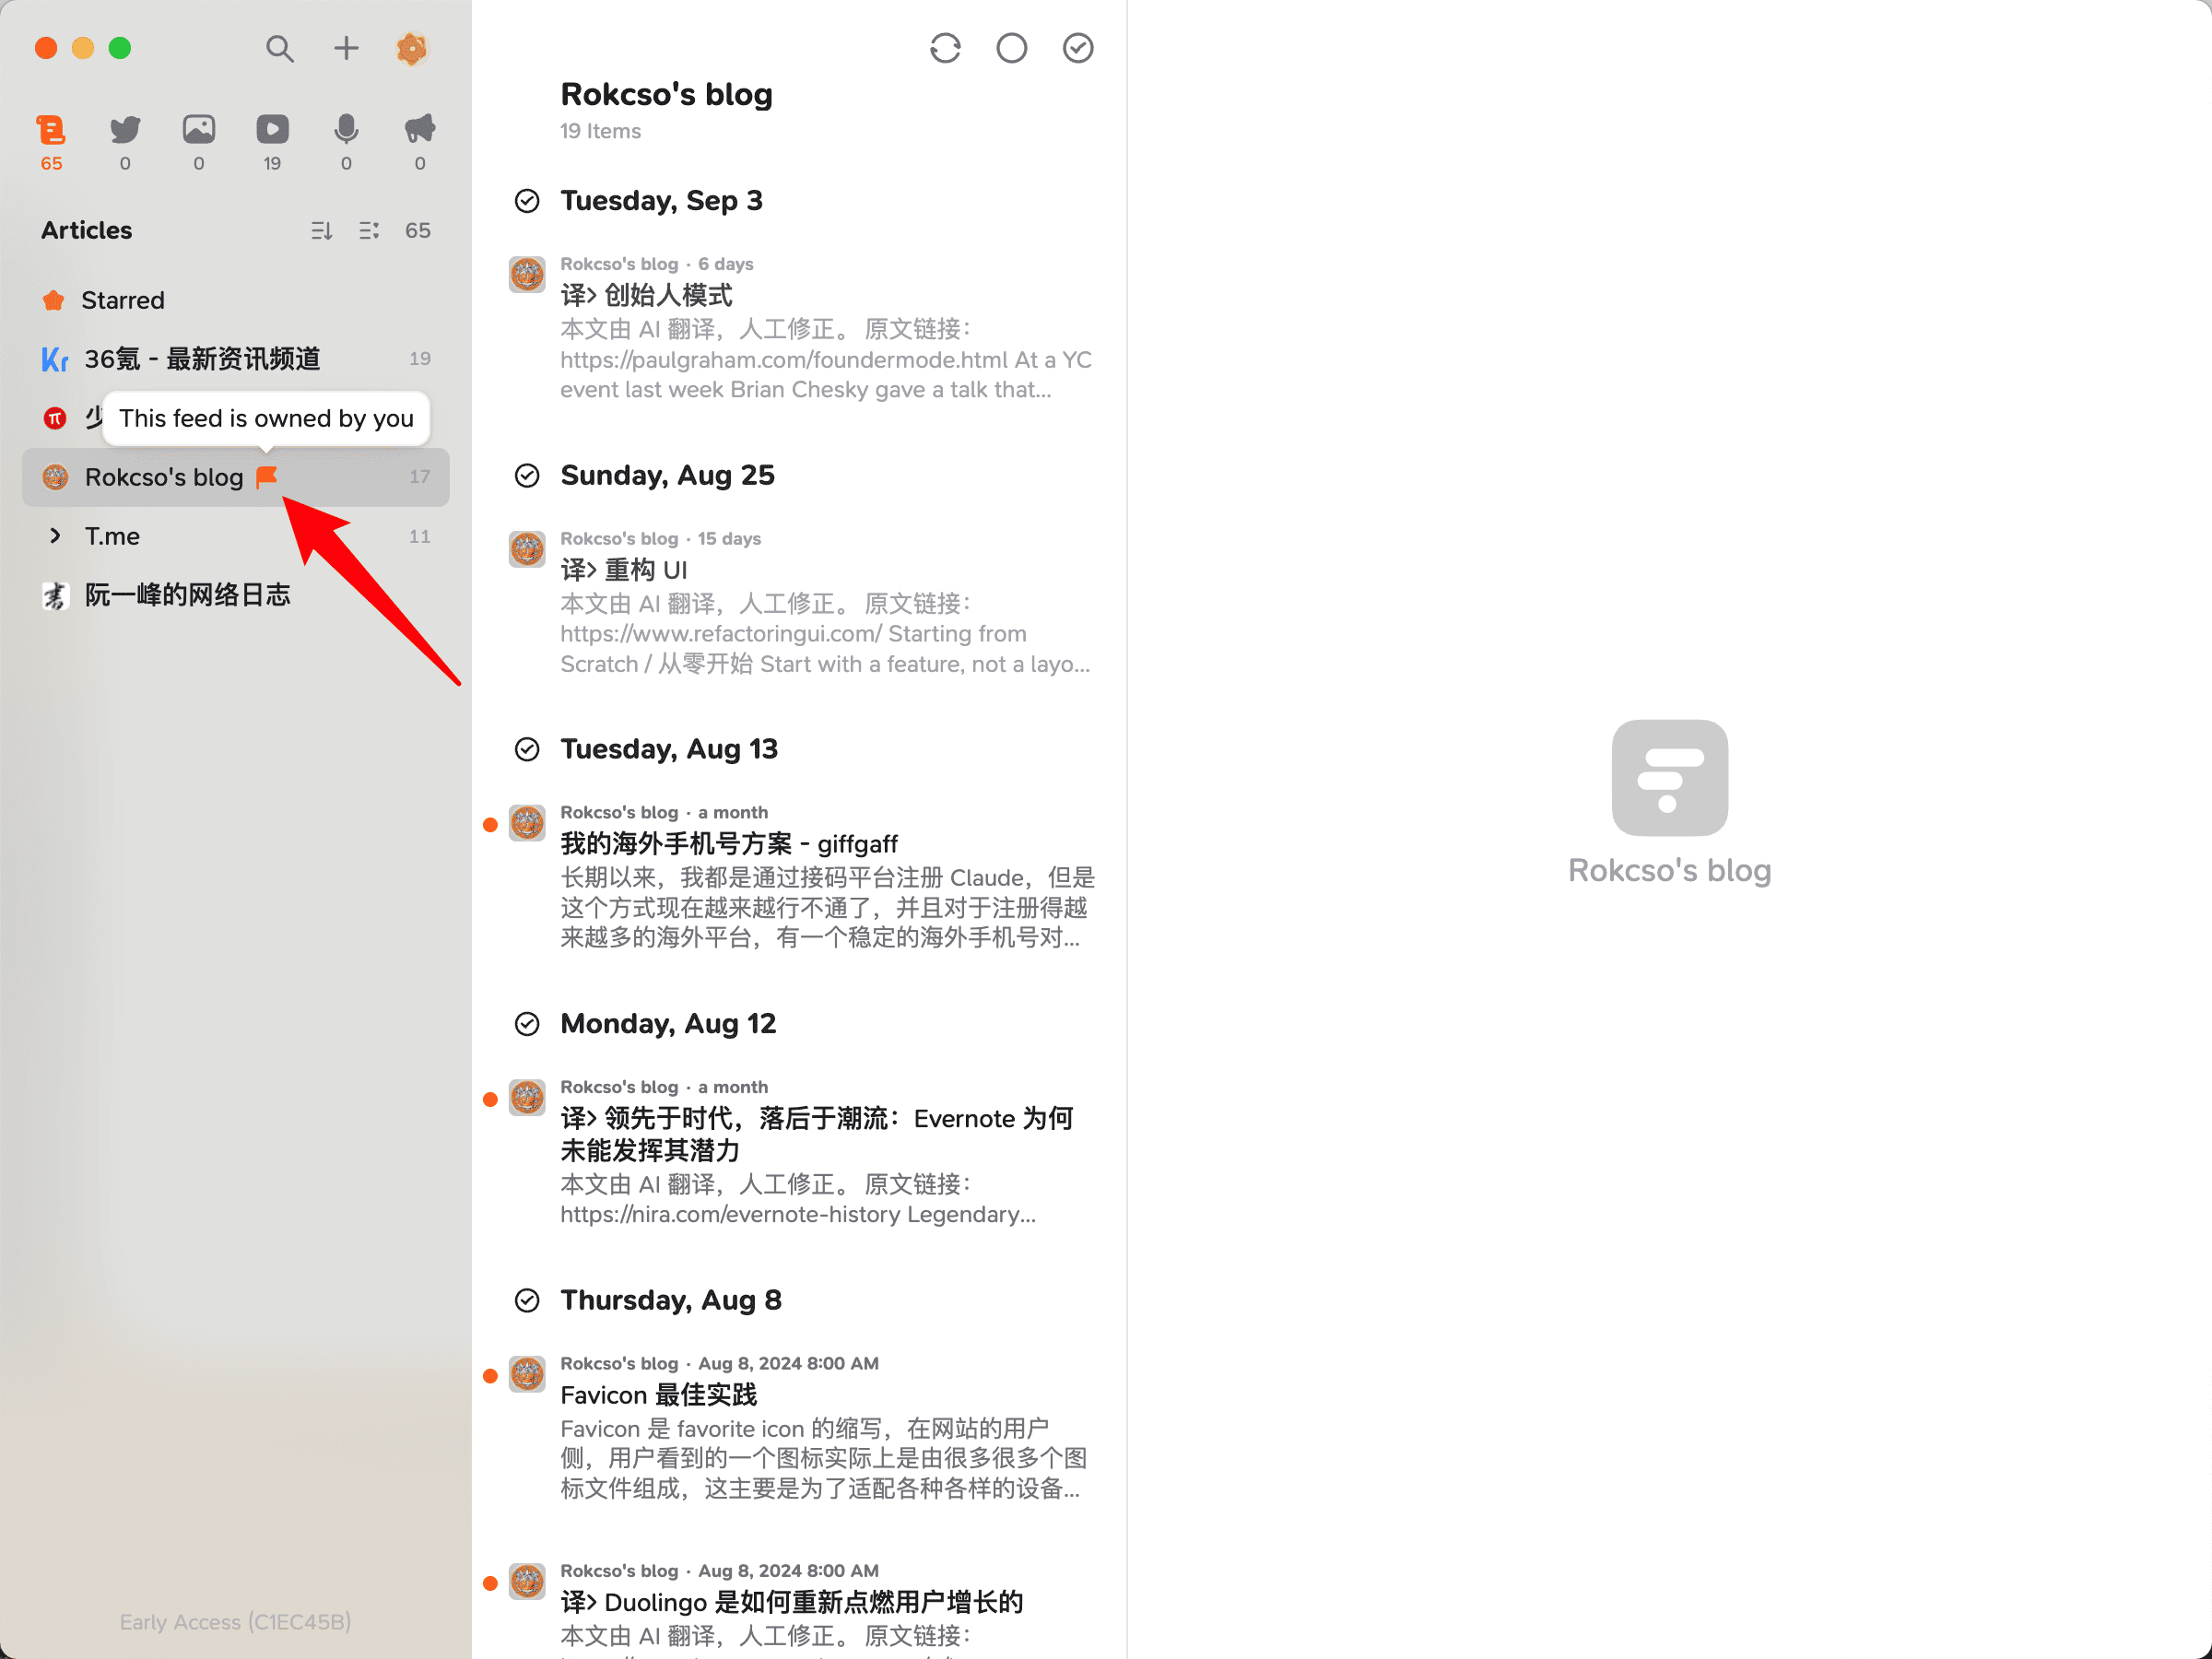 65
0
0
19
0
0
Articles
65
Starred
36氪 - 最新资讯频道
19
少
This feed is owned by you
Rokcso's blog
17
T.me
11
阮一峰的网络日志
Early Access (C1EC45B)
Rokcso's blog
19 Items
Tuesday, Sep 3
Rokcso's blog · 6 days
译> 创始人模式
本文由 AI 翻译，人工修正。 原文链接：
https://paulgraham.com/foundermode.html At a YC
event last week Brian Chesky gave a talk that...
Sunday, Aug 25
Rokcso's blog · 15 days
译> 重构 UI
本文由 AI 翻译，人工修正。 原文链接：
https://www.refactoringui.com/ Starting from
Scratch / 从零开始 Start with a feature, not a layo...
Tuesday, Aug 13
Rokcso's blog · a month
我的海外手机号方案 - giffgaff
长期以来，我都是通过接码平台注册 Claude，但是
这个方式现在越来越行不通了，并且对于注册得越
来越多的海外平台，有一个稳定的海外手机号对...
Monday, Aug 12
Rokcso's blog · a month
译> 领先于时代，落后于潮流：Evernote 为何
未能发挥其潜力
本文由 AI 翻译，人工修正。 原文链接：
https://nira.com/evernote-history Legendary...
Thursday, Aug 8
Rokcso's blog · Aug 8, 2024 8:00 AM
Favicon 最佳实践
Favicon 是 favorite icon 的缩写，在网站的用户
侧，用户看到的一个图标实际上是由很多很多个图
标文件组成，这主要是为了适配各种各样的设备...
Rokcso's blog · Aug 8, 2024 8:00 AM
译> Duolingo 是如何重新点燃用户增长的
本文由 AI 翻译，人工修正。 原文链接：
Rokcso's blog